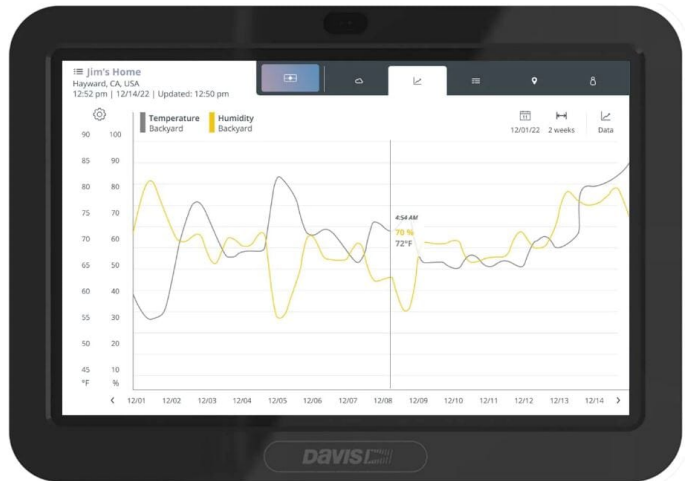 Jim's Home
Hayward, CA, USA
12:52 pm | 12/14/22 | Updated: 12:50 pm
Temperature
Backyard
Humidity
Backyard
11
12/01/22
2 weeks
Data
90 100
85 90
80 80
75 70
70 60
65 50
60 40
55 30
50 20
45 10
°F %
4:54 AM
70 %
72°F
12/01 12/02 12/03 12/04 12/05 12/06 12/07 12/08 12/09 12/10 12/11 12/12 12/13 12/14
DAVIS